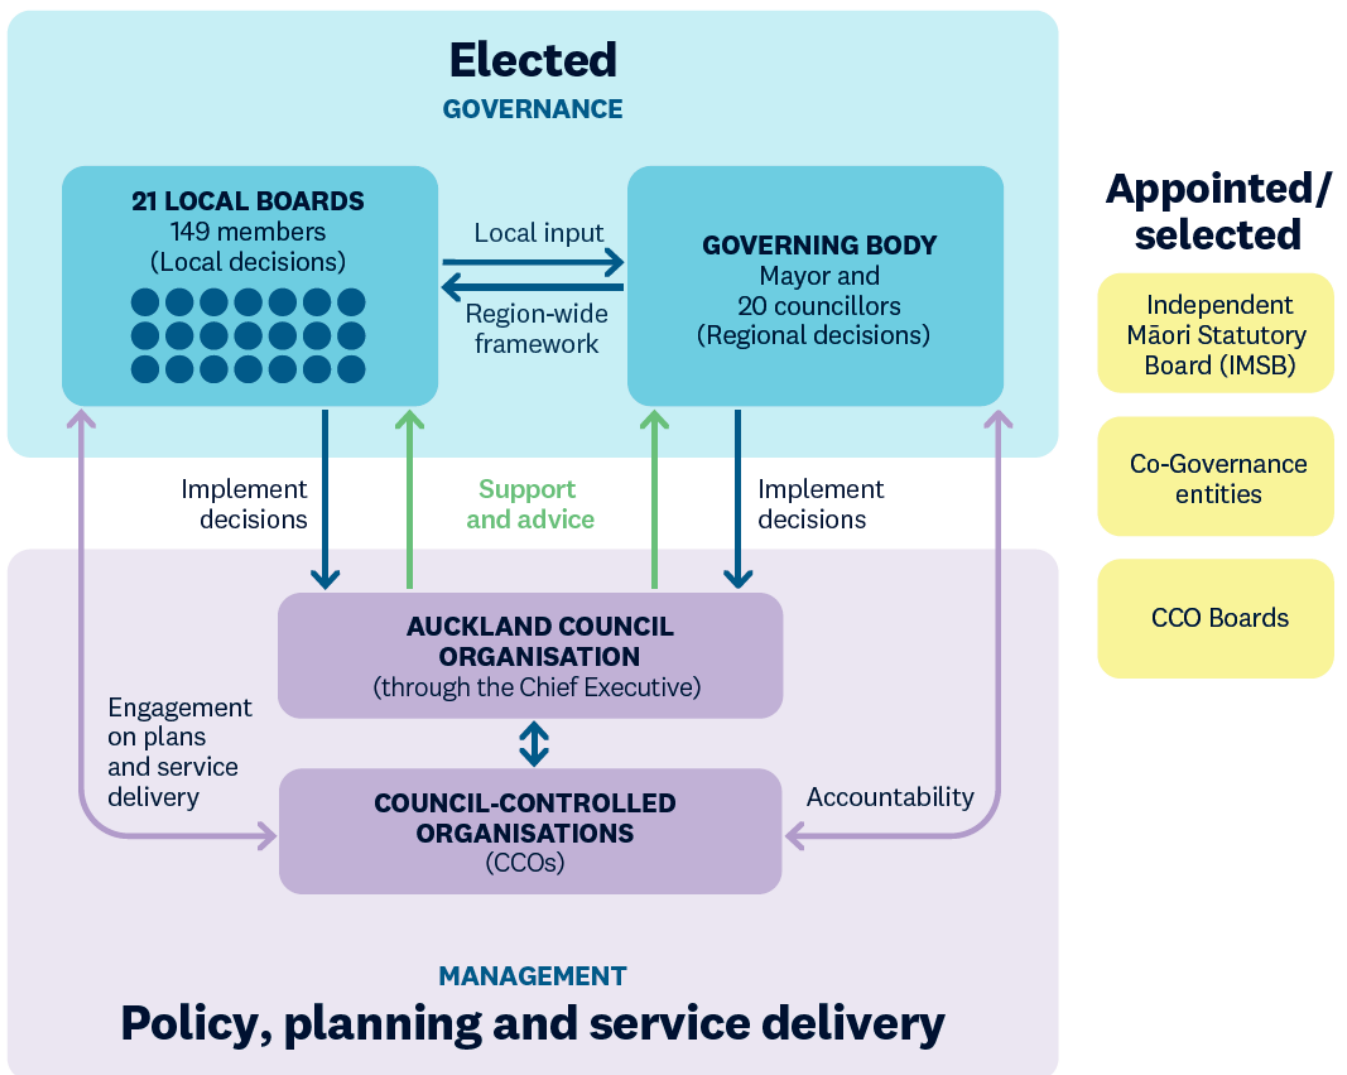 Elected
GOVERNANCE
21 LOCAL BOARDS
149 members
(Local decisions)
Local input
Region-wide
framework
GOVERNING BODY
Mayor and
20 councillors
(Regional decisions)
Implement
decisions
Support
and advice
Implement
decisions
AUCKLAND COUNCIL
ORGANISATION
(through the Chief Executive)
Engagement
on plans
and service
delivery
COUNCIL-CONTROLLED
ORGANISATIONS
(CCOs)
Accountability
MANAGEMENT
Policy, planning and service delivery
Appointed/
selected
Independent
Māori Statutory
Board (IMSB)
Co-Governance
entities
CCO Boards